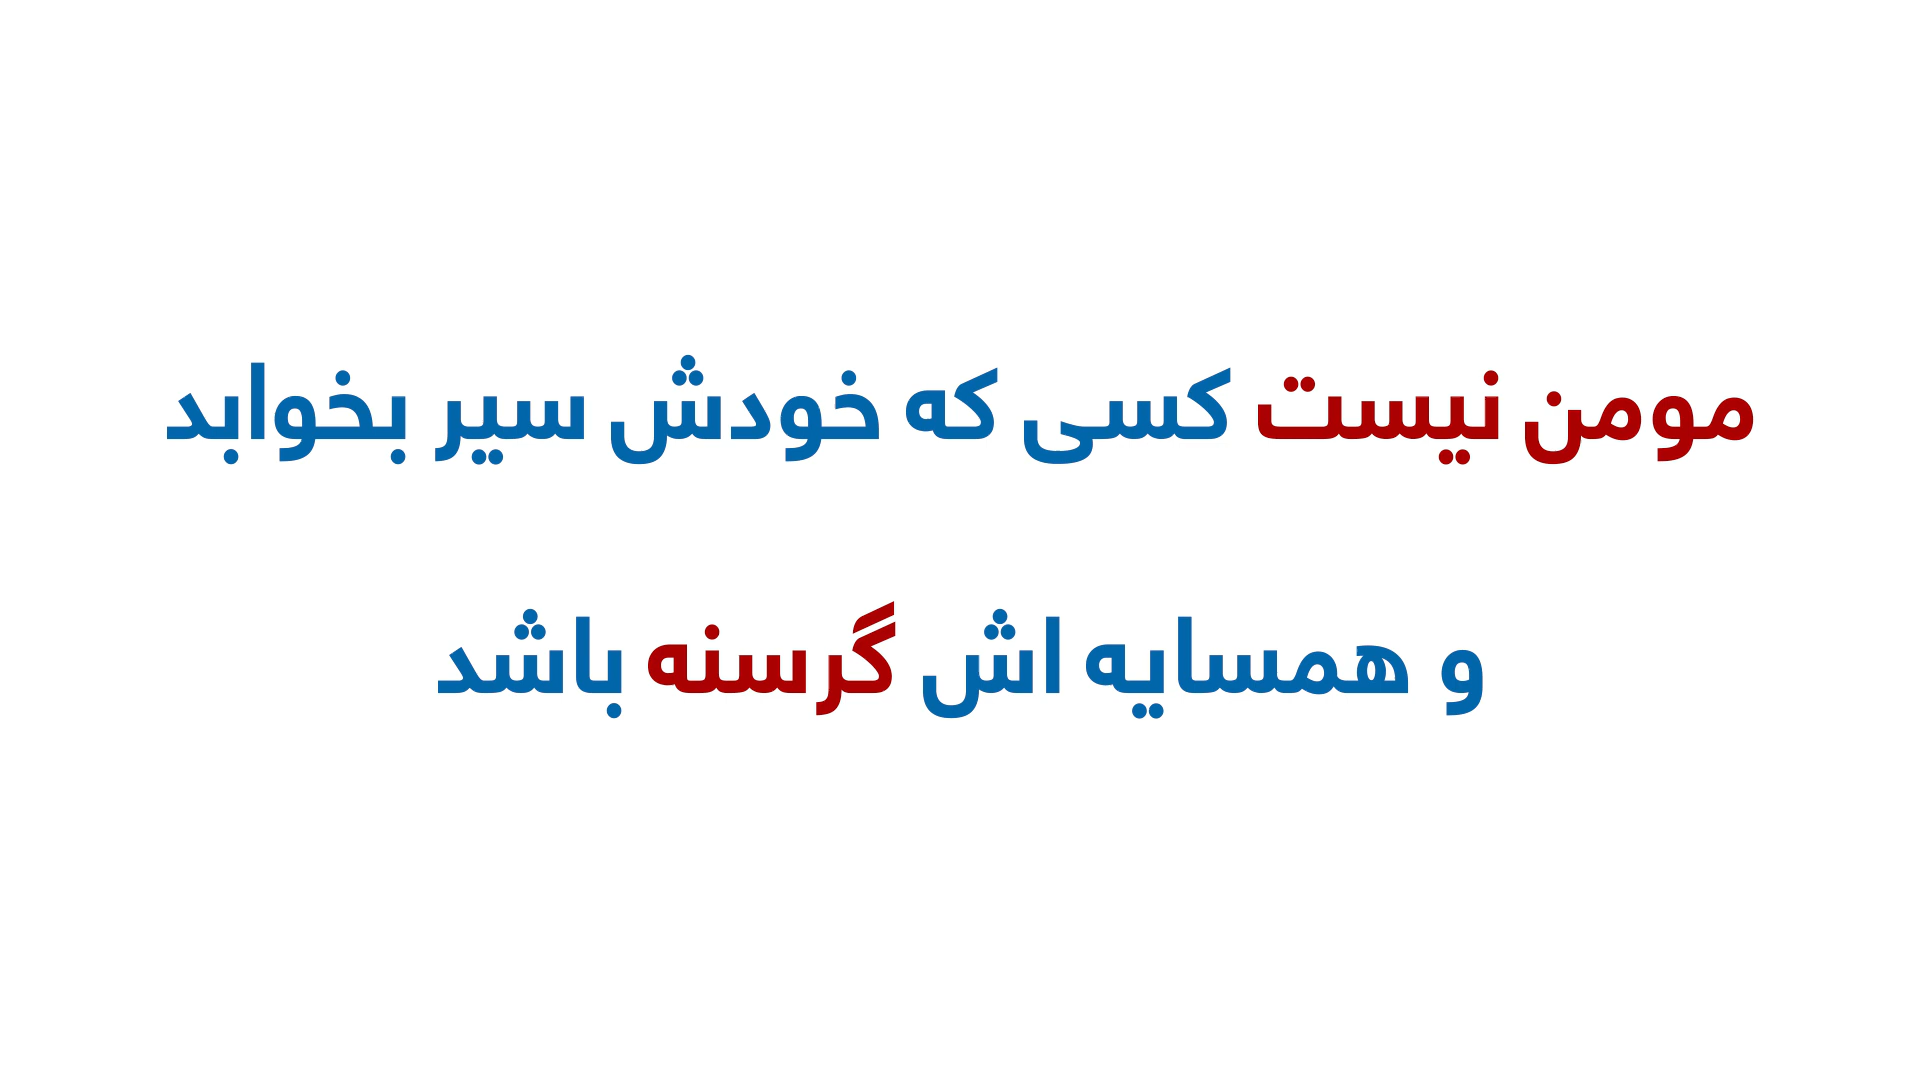 مومن نیست کسی که خودش سیر بخوابد
و همسایه اش گرسنه باشد